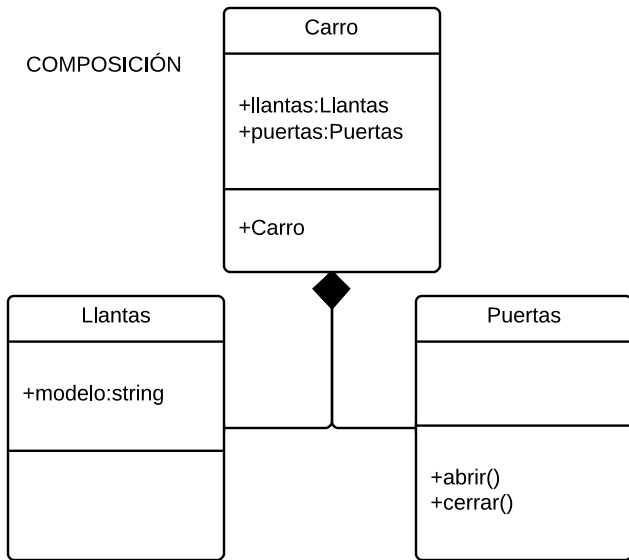 COMPOSICIÓN
Carro
+llantas:Llantas
+puertas:Puertas
+Carro
Llantas
+modelo:string
Puertas
+abrir()
+cerrar()